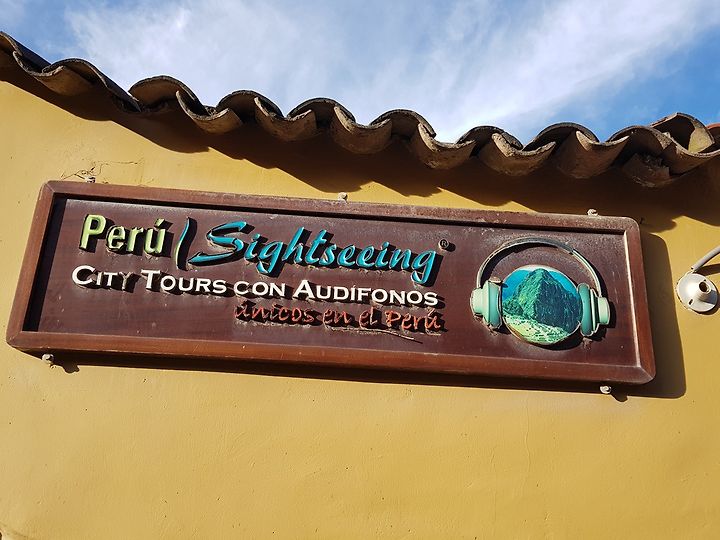 Perú Sightseeing®
CITY TOURS CON AUDÍFONOS
únicos en el Perú